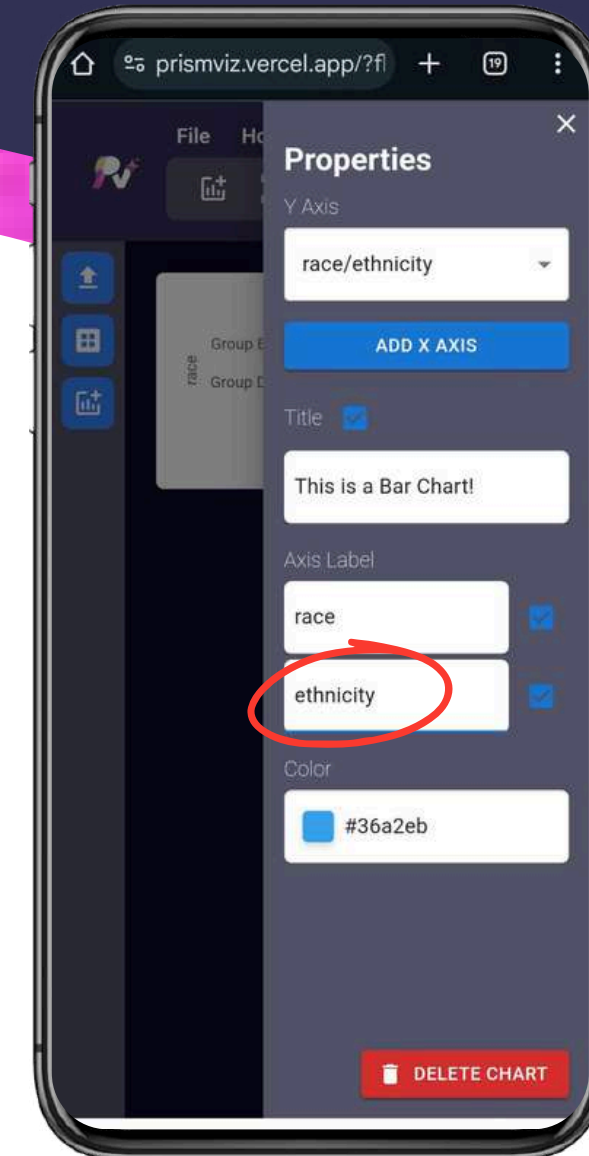 prismviz.vercel.app/?fl
19
File Ho
Properties
Y Axis
race/ethnicity
ADD X AXIS
Group E
race
Group D
Title
This is a Bar Chart!
Axis Label
race
ethnicity
Color
#36a2eb
DELETE CHART